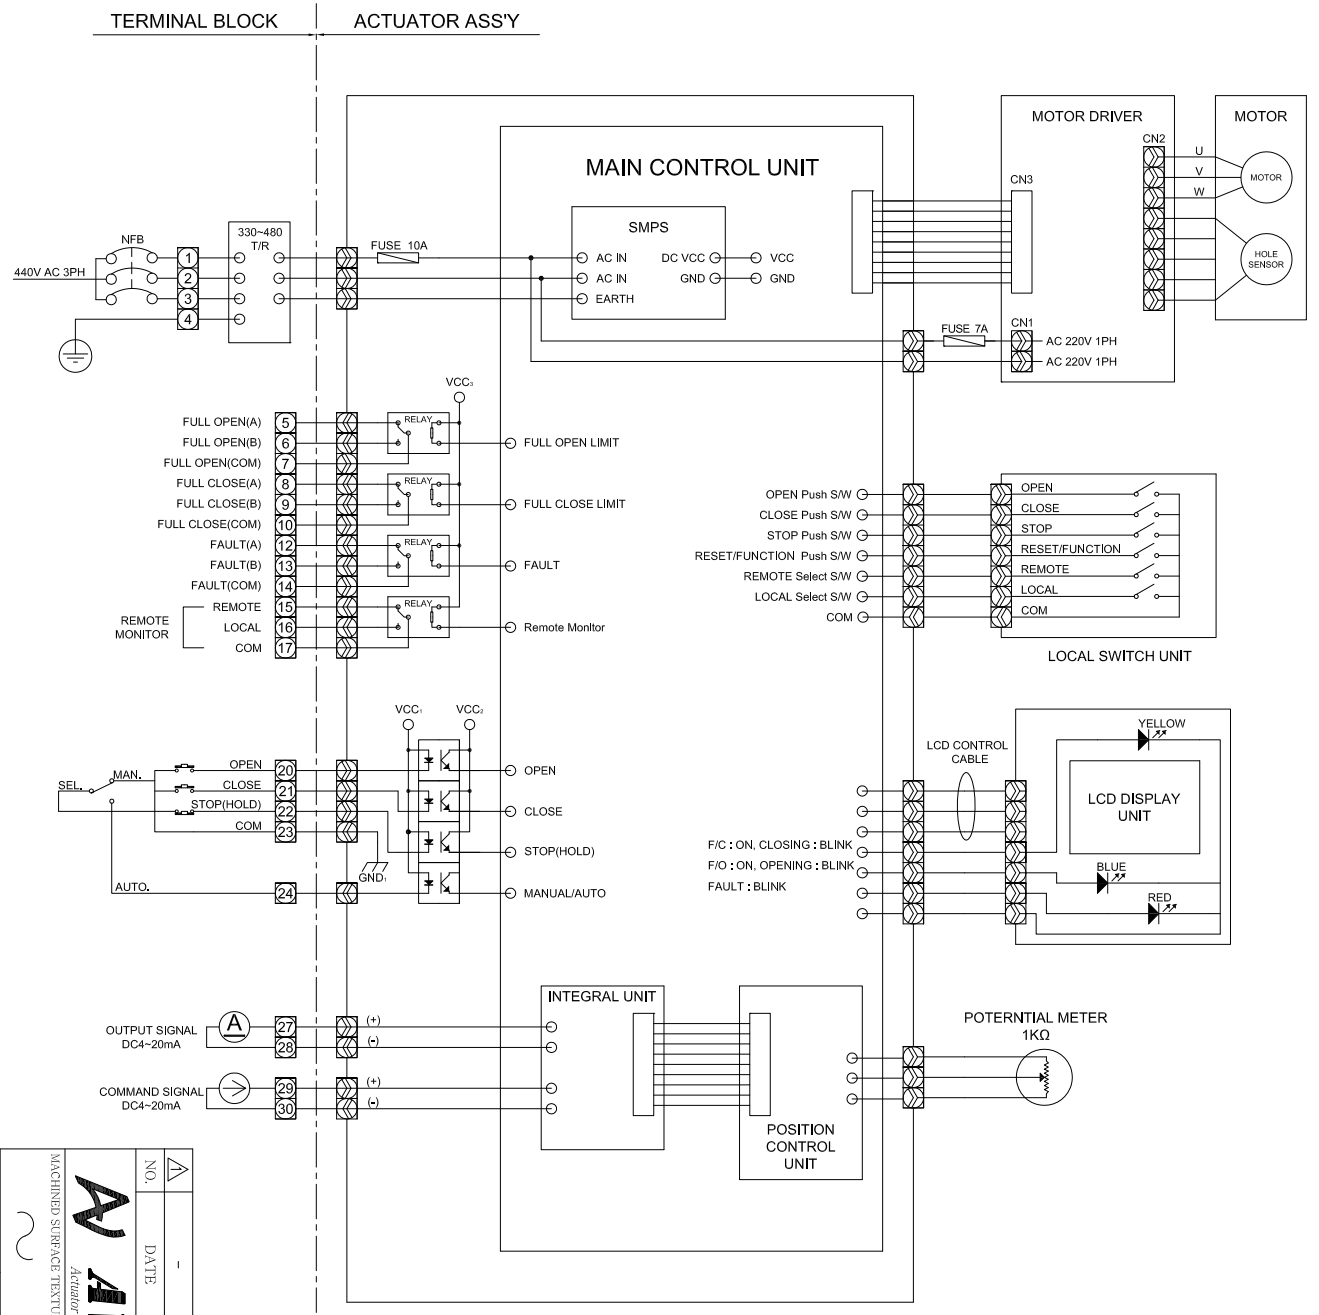 TERMINAL BLOCK
ACTUATOR ASS'Y
MAIN CONTROL UNIT
MOTOR DRIVER
MOTOR
CN2
U
V
W
MOTOR
HOLE
SENSOR
CN3
SMPS
AC IN
DC VCC
VCC
AC IN
GND
GND
EARTH
NFB
330~480
T/R
FUSE 10A
440V AC 3PH
1
2
3
4
FUSE 7A
CN1
AC 220V 1PH
AC 220V 1PH
VCC₃
FULL OPEN(A)
5
RELAY
FULL OPEN(B)
6
FULL OPEN LIMIT
FULL OPEN(COM)
7
FULL CLOSE(A)
8
RELAY
FULL CLOSE(B)
9
FULL CLOSE LIMIT
FULL CLOSE(COM)
10
FAULT(A)
12
RELAY
FAULT(B)
13
FAULT
FAULT(COM)
14
REMOTE
MONITOR
REMOTE
15
RELAY
LOCAL
16
Remote Monitor
COM
17
OPEN Push S/W
OPEN
CLOSE Push S/W
CLOSE
STOP Push S/W
STOP
RESET/FUNCTION Push S/W
RESET/FUNCTION
REMOTE Select S/W
REMOTE
LOCAL Select S/W
LOCAL
COM
COM
LOCAL SWITCH UNIT
VCC₁
VCC₂
SEL.
MAN.
OPEN
20
OPEN
CLOSE
21
CLOSE
STOP(HOLD)
22
STOP(HOLD)
COM
23
GND₁
AUTO.
24
MANUAL/AUTO
LCD CONTROL
CABLE
YELLOW
LCD DISPLAY
UNIT
F/C : ON, CLOSING : BLINK
F/O : ON, OPENING : BLINK
FAULT : BLINK
BLUE
RED
INTEGRAL UNIT
OUTPUT SIGNAL
DC4~20mA
A
27
(+)
28
(-)
COMMAND SIGNAL
DC4~20mA
29
(+)
30
(-)
POSITION
CONTROL
UNIT
POTERNTIAL METER
1KΩ
1
-
NO.
DATE
Actuator
MACHINED SURFACE